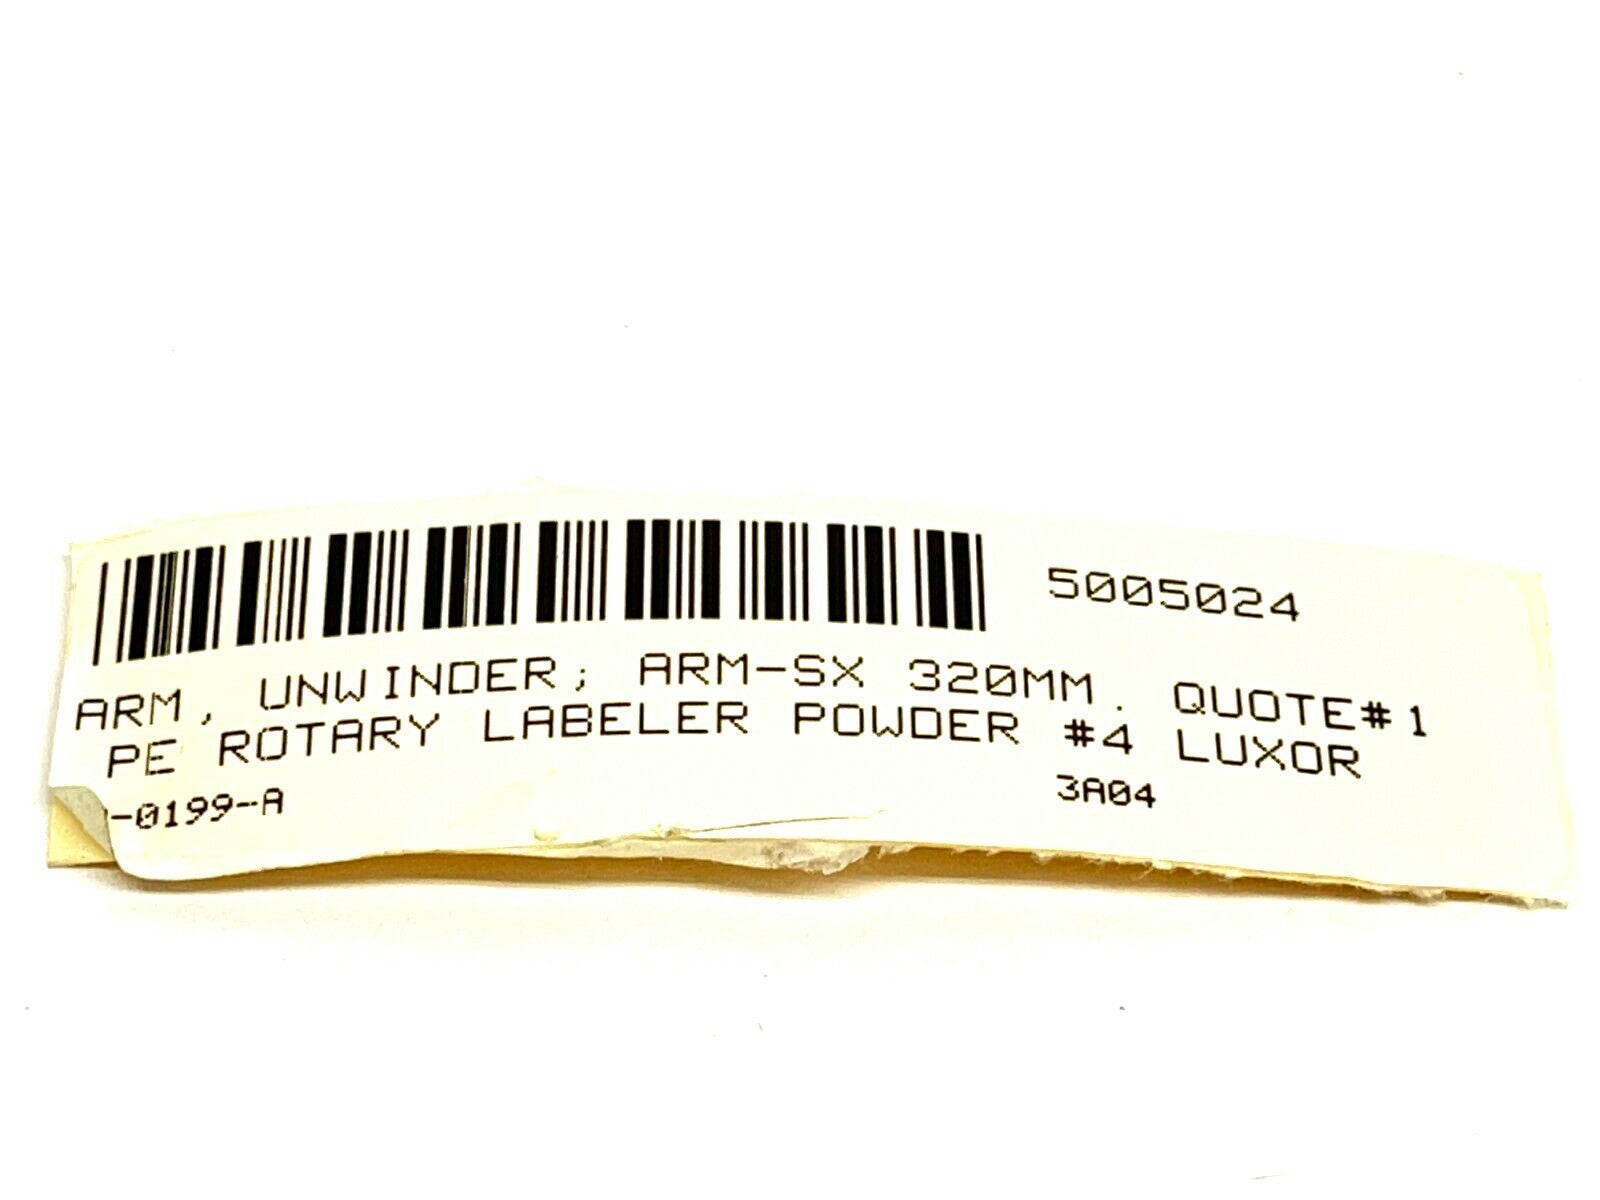 5005024
ARM, UNWINDER; ARM-SX 320MM. QUOTE#1
PE ROTARY LABELER POWDER #4 LUXOR
-0199-A 3A04